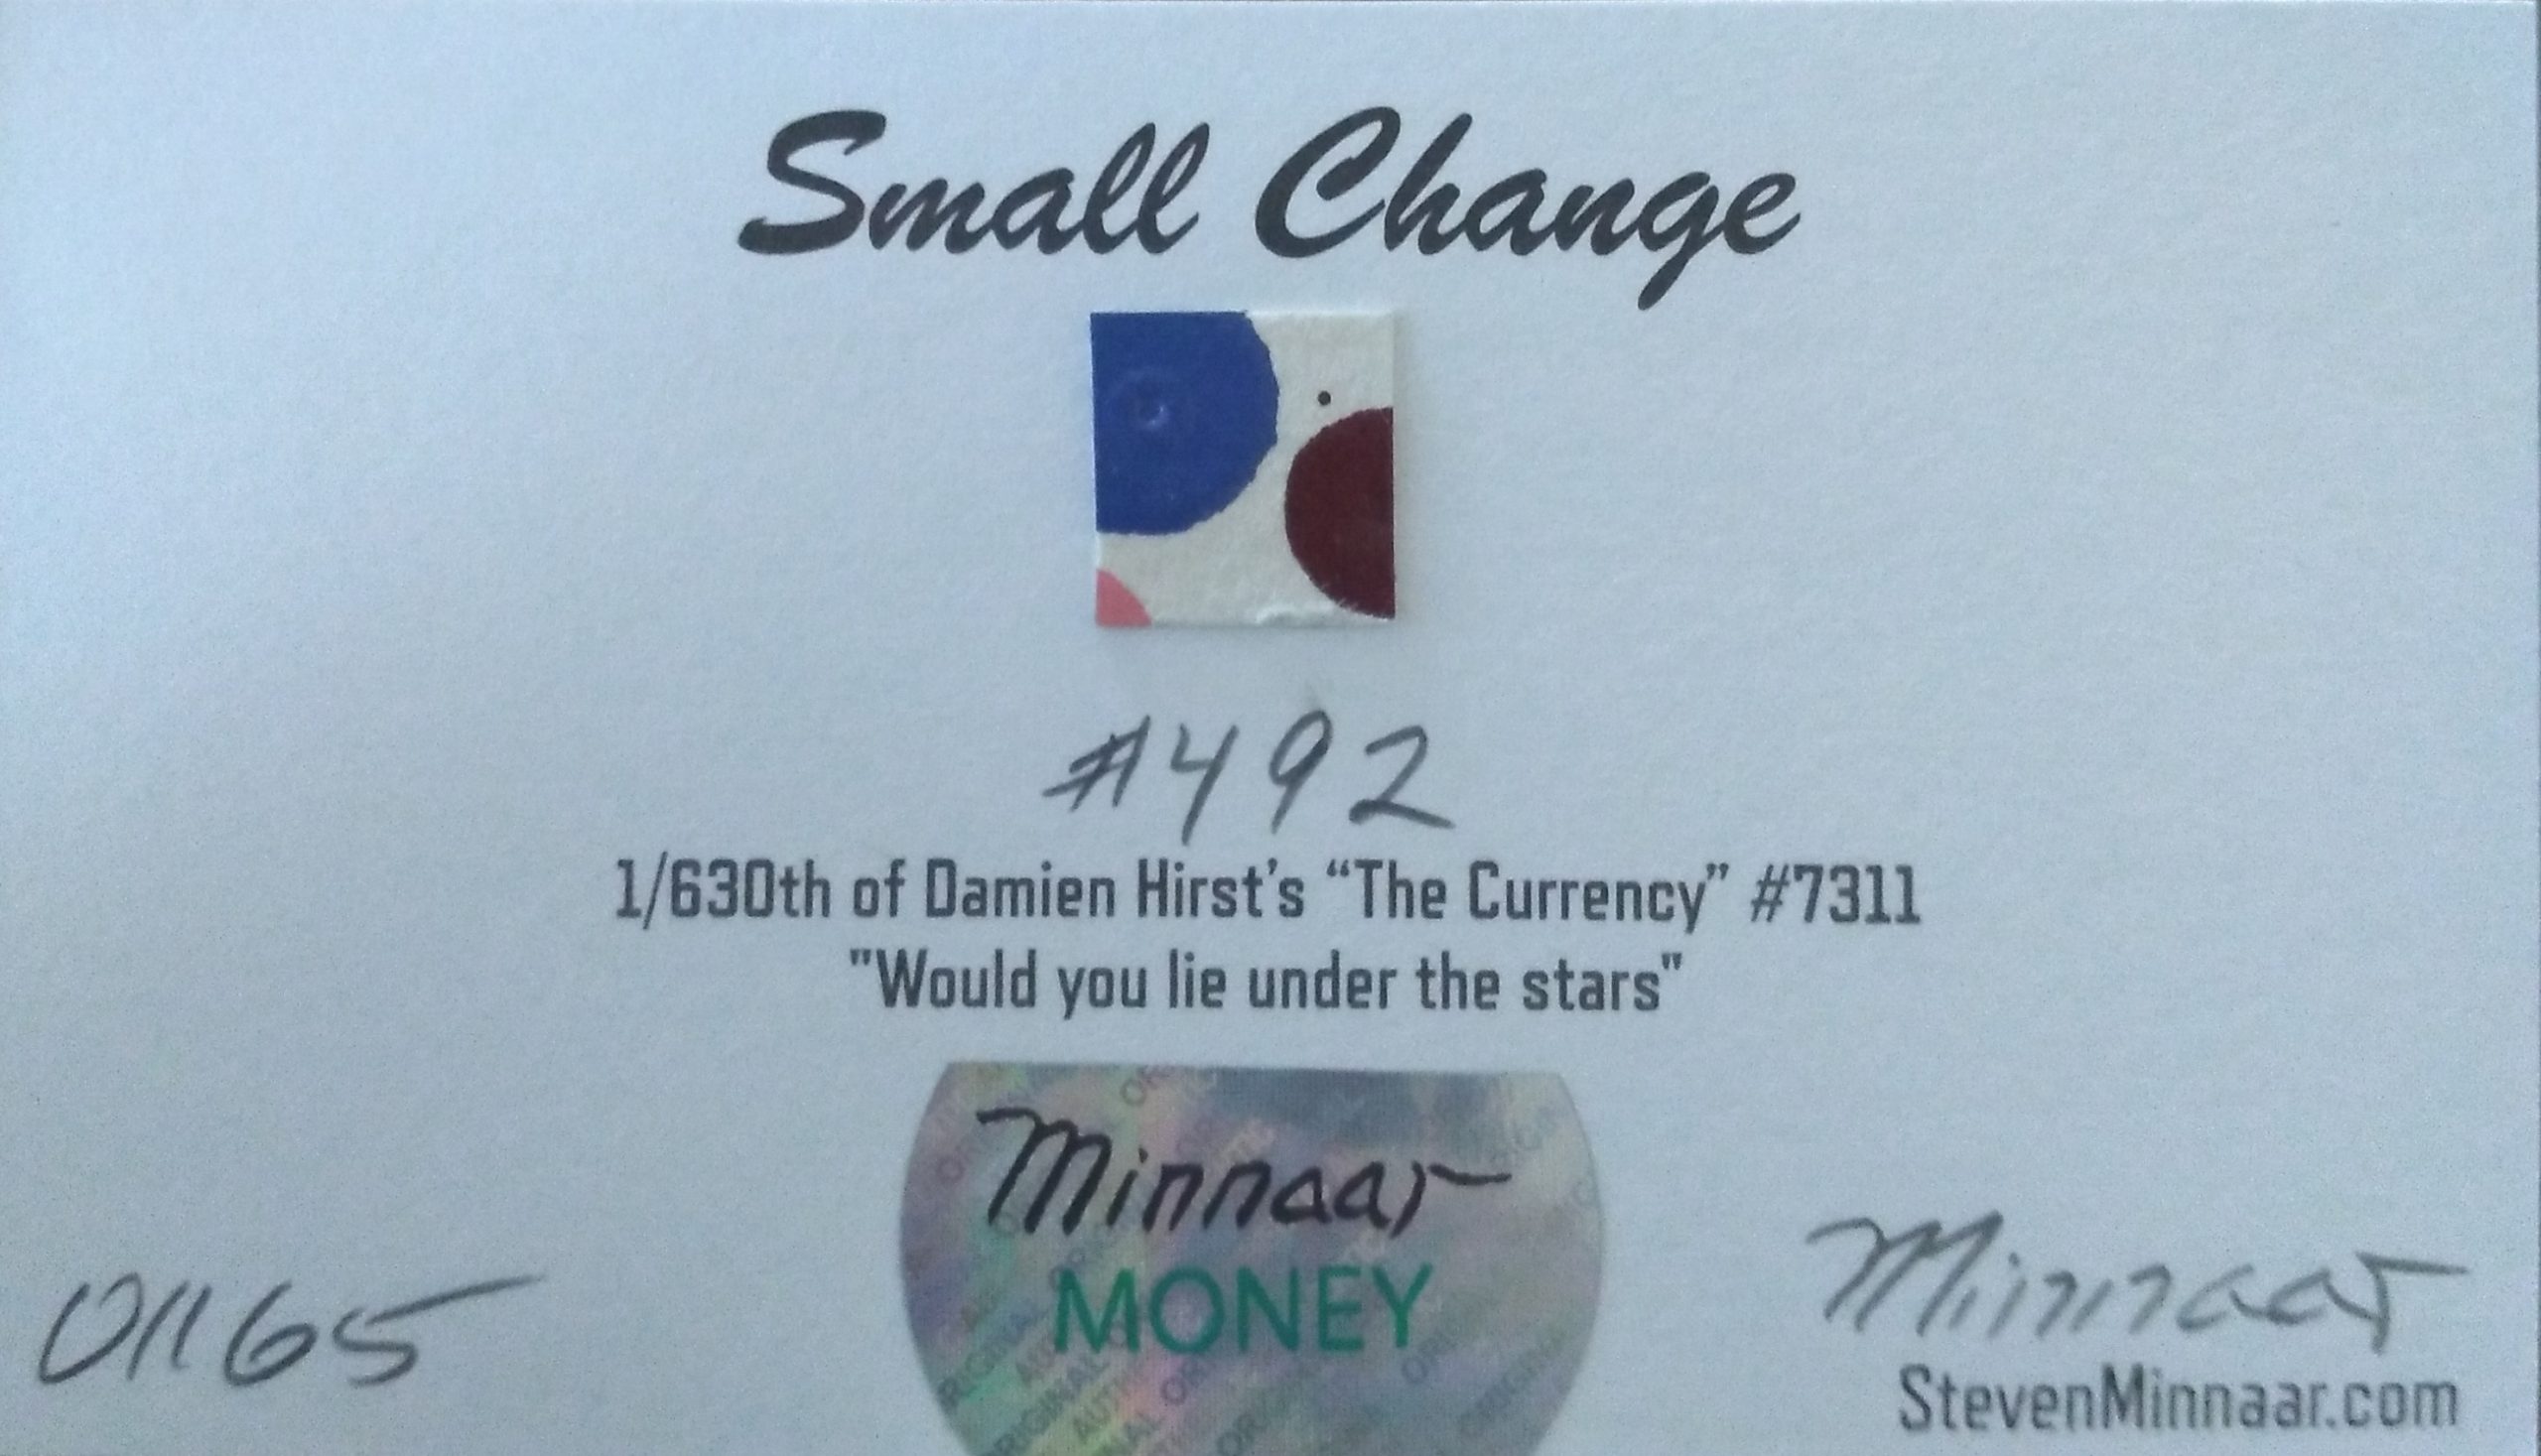 Small Change
#492
1/630th of Damien Hirst's “The Currency” #7311
"Would you lie under the stars"
Minnaar
MONEY
01165
Minnaar
StevenMinnaar.com